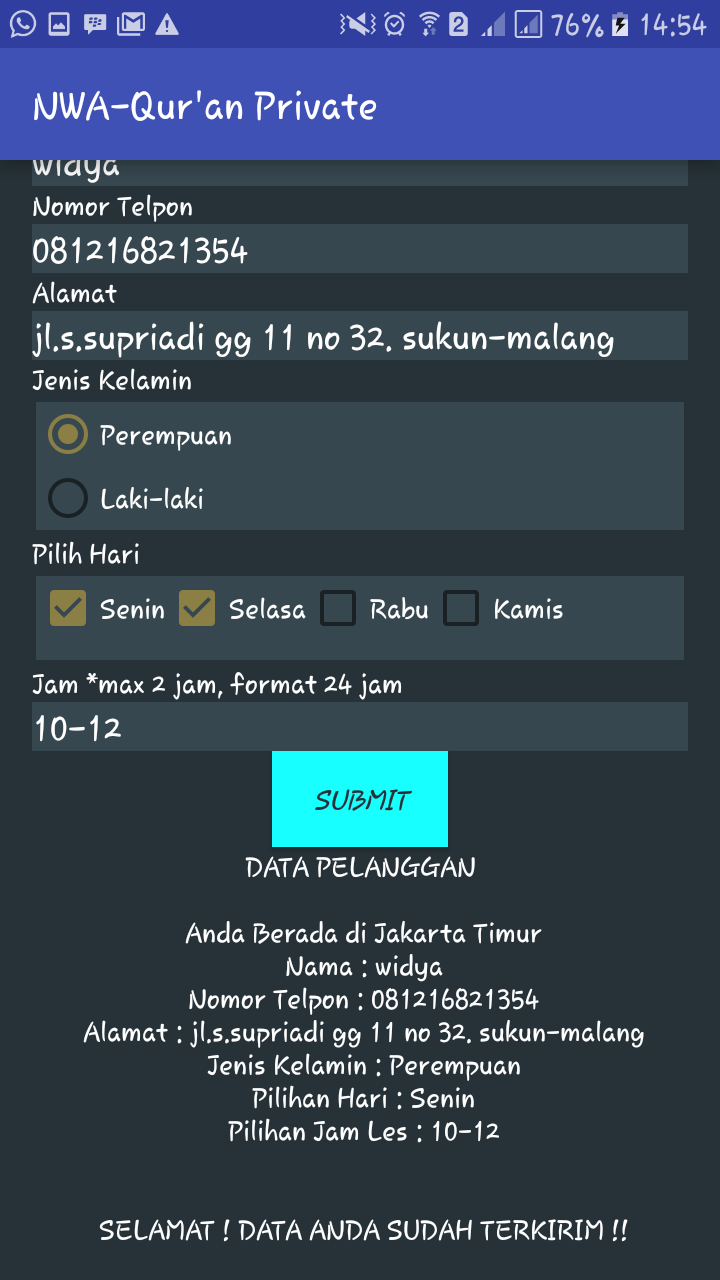 2 76% 14:54
NWA-Qur'an Private
widya
Nomor Telpon
081216821354
Alamat
jl.s.supriadi gg 11 no 32. sukun-malang
Jenis Kelamin
Perempuan
Laki-laki
Pilih Hari
Senin Selasa Rabu Kamis
Jam *max 2 jam, format 24 jam
10-12
SUBMIT
DATA PELANGGAN
Anda Berada di Jakarta Timur
Nama : widya
Nomor Telpon : 081216821354
Alamat : jl.s.supriadi gg 11 no 32. sukun-malang
Jenis Kelamin : Perempuan
Pilihan Hari : Senin
Pilihan Jam Les : 10-12
SELAMAT ! DATA ANDA SUDAH TERKIRIM !!